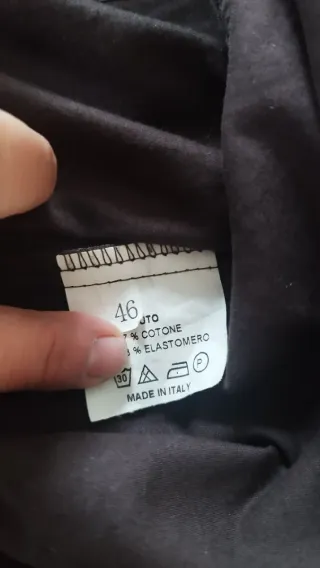 46
UTO
% COTONE
% ELASTOMERO
30 P
MADE IN ITALY